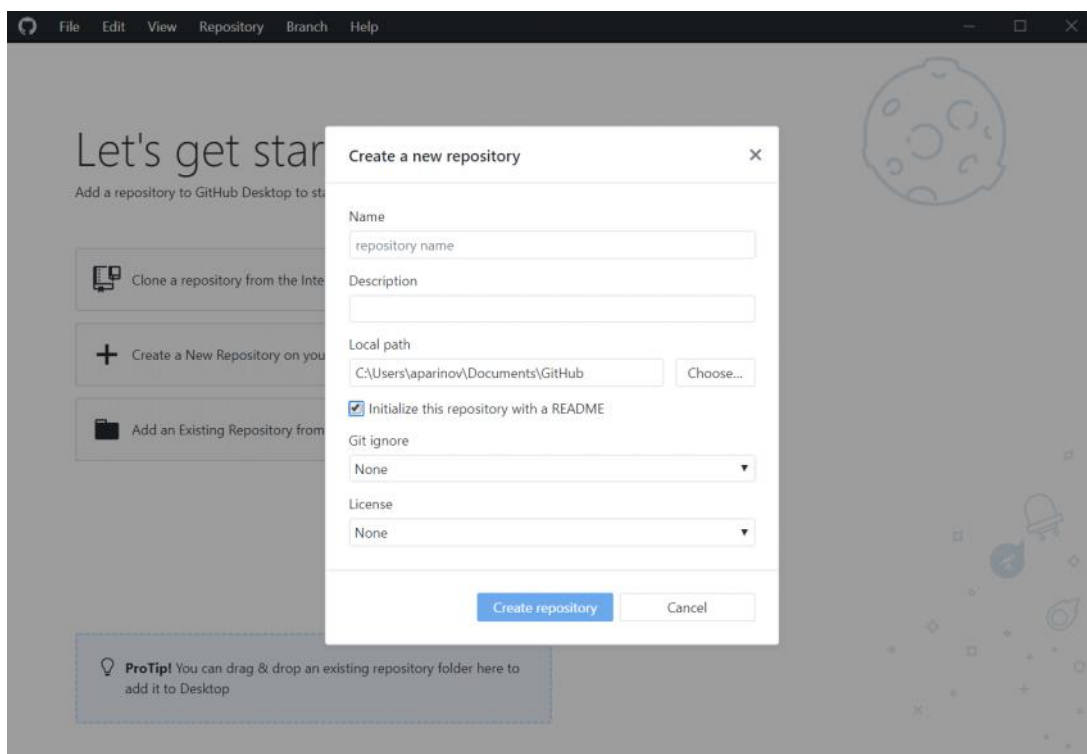 File Edit View Repository Branch Help
Let's get star
Add a repository to GitHub Desktop to sta
Clone a repository from the Inte
Create a New Repository on you
Add an Existing Repository from
ProTip! You can drag & drop an existing repository folder here to
add it to Desktop
Create a new repository
Name
repository name
Description
Local path
C:\Users\aparinov\Documents\GitHub
Choose...
Initialize this repository with a README
Git ignore
None
License
None
Create repository
Cancel